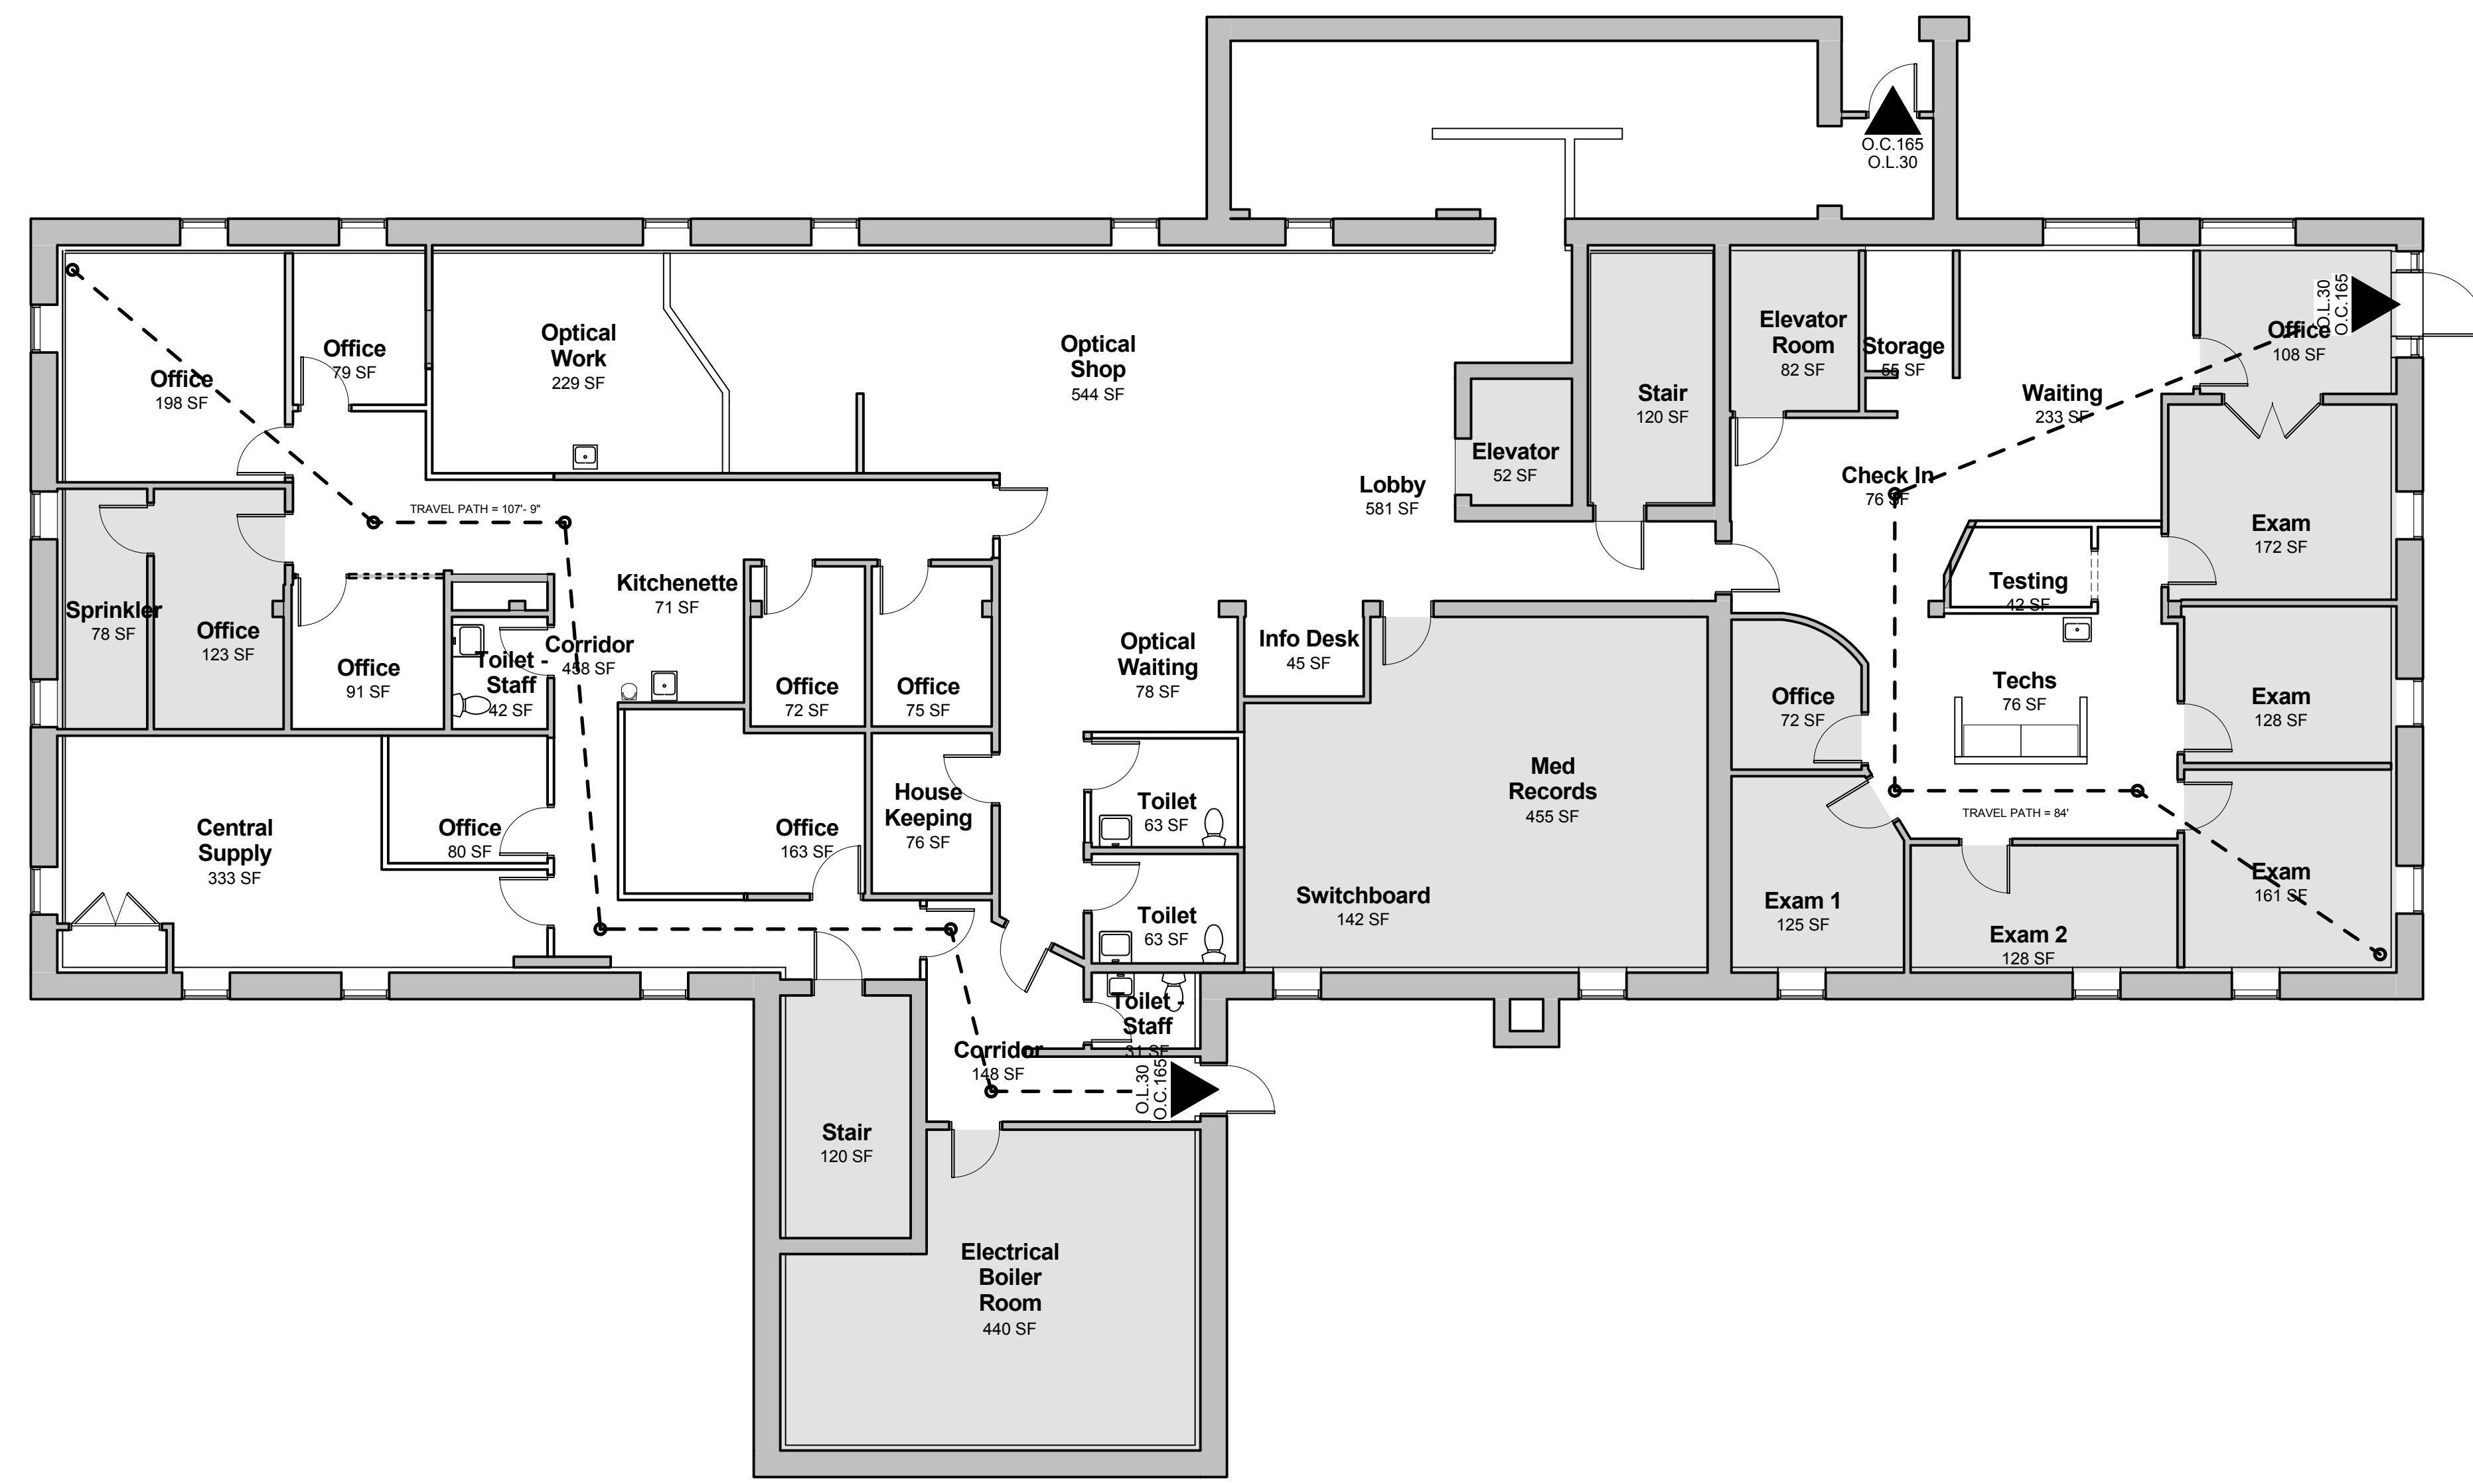 O.C.165
O.L.30
Office
198 SF
Office
79 SF
Optical
Work
229 SF
Optical
Shop
544 SF
Lobby
581 SF
Elevator
52 SF
Stair
120 SF
Elevator
Room
82 SF
Storage
55 SF
Waiting
233 SF
Office
108 SF
O.L.30
O.C.165
Check In
76 SF
TRAVEL PATH = 107'- 9"
Sprinkler
78 SF
Office
123 SF
Office
91 SF
Toilet -
Staff
42 SF
Corridor
458 SF
Kitchenette
71 SF
Office
72 SF
Office
75 SF
Optical
Waiting
78 SF
Info Desk
45 SF
Testing
42 SF
Exam
172 SF
Office
72 SF
Techs
76 SF
Exam
128 SF
Central
Supply
333 SF
Office
80 SF
Office
163 SF
House
Keeping
76 SF
Toilet
63 SF
Toilet
63 SF
Med
Records
455 SF
Switchboard
142 SF
TRAVEL PATH = 84'
Exam 1
125 SF
Exam 2
128 SF
Exam
161 SF
Toilet -
Staff
31 SF
Corridor
148 SF
O.L.30
O.C.165
Stair
120 SF
Electrical
Boiler
Room
440 SF